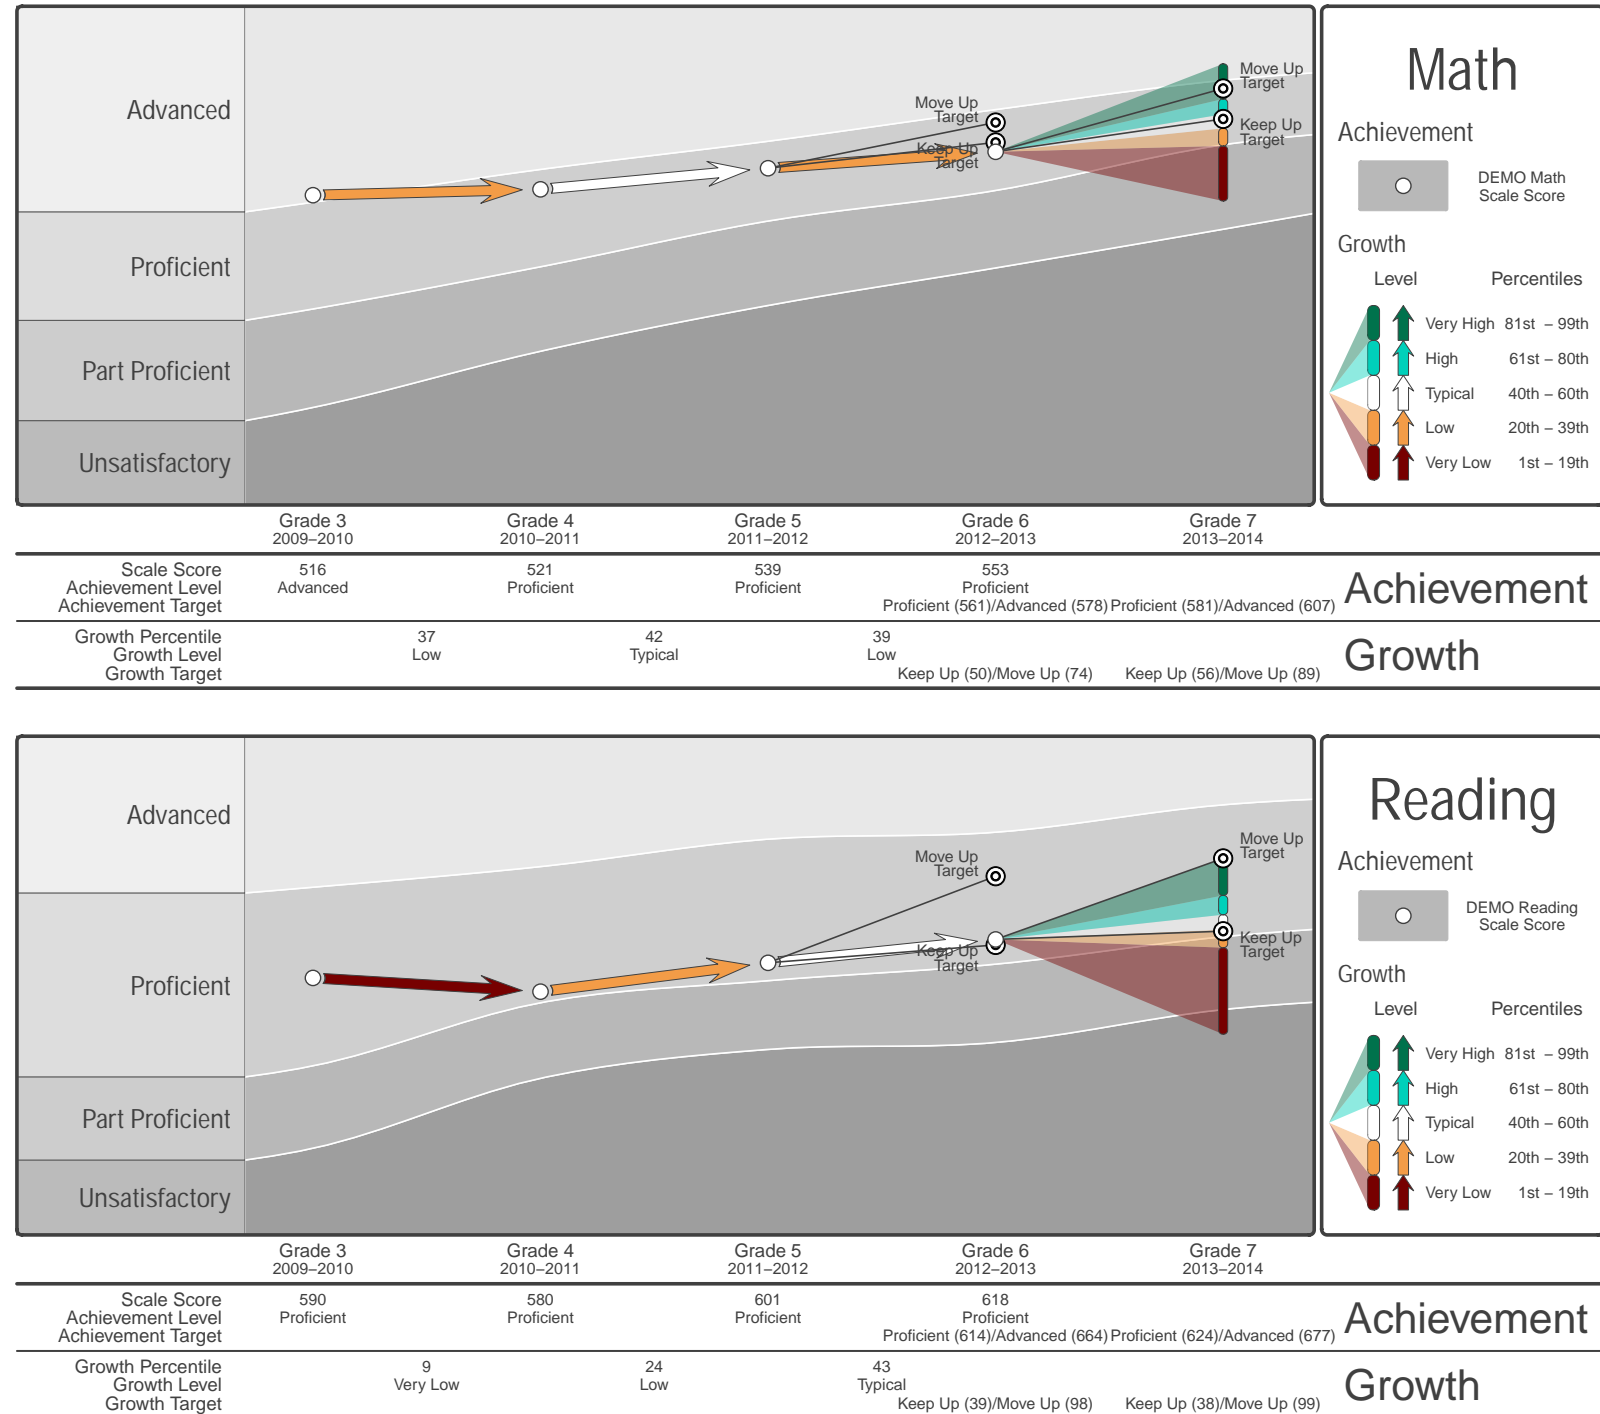 Advanced
Proficient
Part Proficient
Unsatisfactory
Move Up
Target
Keep Up
Target
Move Up
Target
Keep Up
Target
Math
Achievement
DEMO Math
Scale Score
Growth
Level Percentiles
Very High 81st – 99th
High 61st – 80th
Typical 40th – 60th
Low 20th – 39th
Very Low 1st – 19th
Grade 3 Grade 4 Grade 5 Grade 6 Grade 7
2009–2010 2010–2011 2011–2012 2012–2013 2013–2014
Scale Score 516 521 539 553
Achievement Level Advanced Proficient Proficient Proficient
Achievement Target Proficient (561)/Advanced (578) Proficient (581)/Advanced (607)
Achievement
Growth Percentile 37 42 39
Growth Level Low Typical Low
Growth Target Keep Up (50)/Move Up (74) Keep Up (56)/Move Up (89)
Growth
Advanced
Proficient
Part Proficient
Unsatisfactory
Move Up
Target
Keep Up
Target
Move Up
Target
Keep Up
Target
Reading
Achievement
DEMO Reading
Scale Score
Growth
Level Percentiles
Very High 81st – 99th
High 61st – 80th
Typical 40th – 60th
Low 20th – 39th
Very Low 1st – 19th
Grade 3 Grade 4 Grade 5 Grade 6 Grade 7
2009–2010 2010–2011 2011–2012 2012–2013 2013–2014
Scale Score 590 580 601 618
Achievement Level Proficient Proficient Proficient Proficient
Achievement Target Proficient (614)/Advanced (664) Proficient (624)/Advanced (677)
Achievement
Growth Percentile 9 24 43
Growth Level Very Low Low Typical
Growth Target Keep Up (39)/Move Up (98) Keep Up (38)/Move Up (99)
Growth